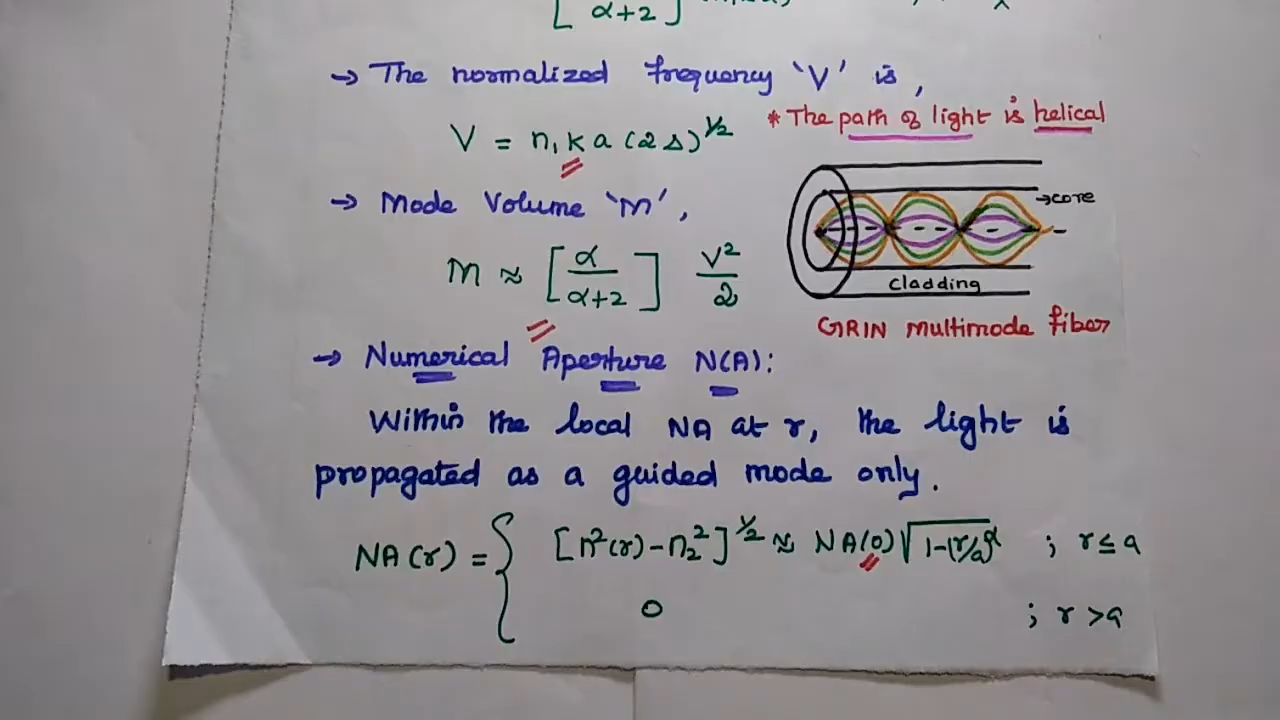 [α/α+2]
→ The normalized frequency 'V' is,
V = n₁ k a (2Δ)^1/2
* The path of light is helical
→ Mode Volume 'M',
→core
M ≈ [α/α+2] V²/2
cladding
GRIN multimode fiber
→ Numerical Aperture N(A):
Within the local NA at r, the light is
propagated as a guided mode only.
NA(r) = { [n²(r)-n₂²]^1/2 ≈ NA(0)√1-(r/a)^α ; r≤a
0 ; r>a